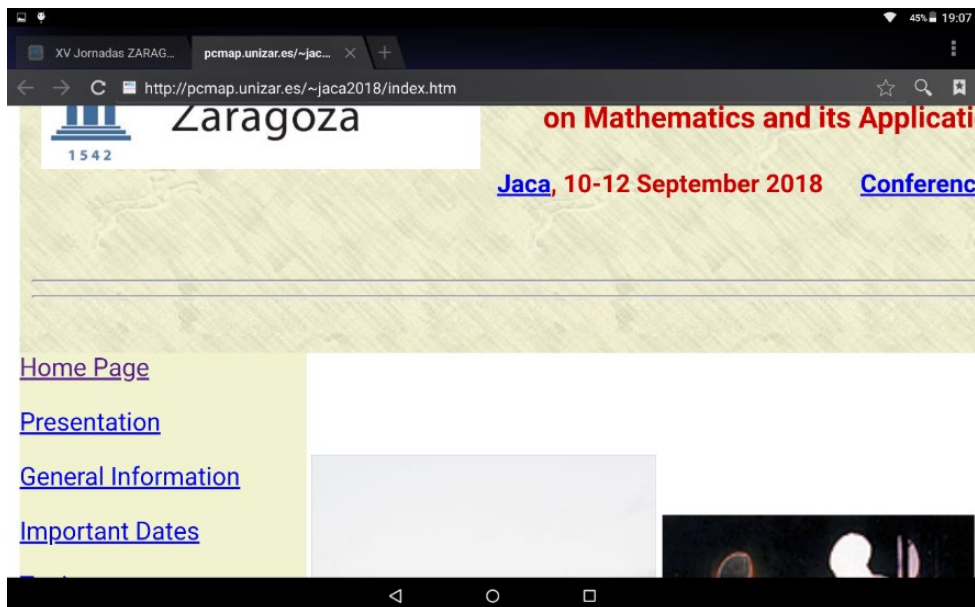 45% 19:07
XV Jornadas ZARAG... pcmap.unizar.es/~jac...
http://pcmap.unizar.es/~jaca2018/index.htm
Zaragoza
1542
on Mathematics and its Applicati
Jaca, 10-12 September 2018 Conferenc
Home Page
Presentation
General Information
Important Dates